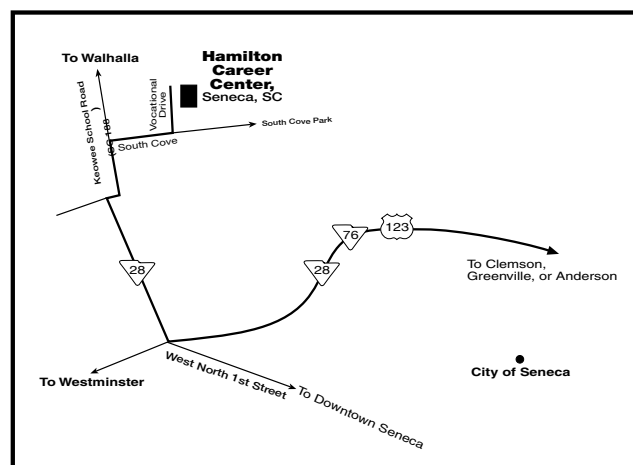 To Walhalla
Hamilton
Career
Center,
Seneca, SC
Keowee School Road
(SC 188
)
Vocational
Drive
South Cove
South Cove Park
28
76
123
28
To Clemson,
Greenville, or Anderson
To Westminster
West North 1st Street
To Downtown Seneca
City of Seneca